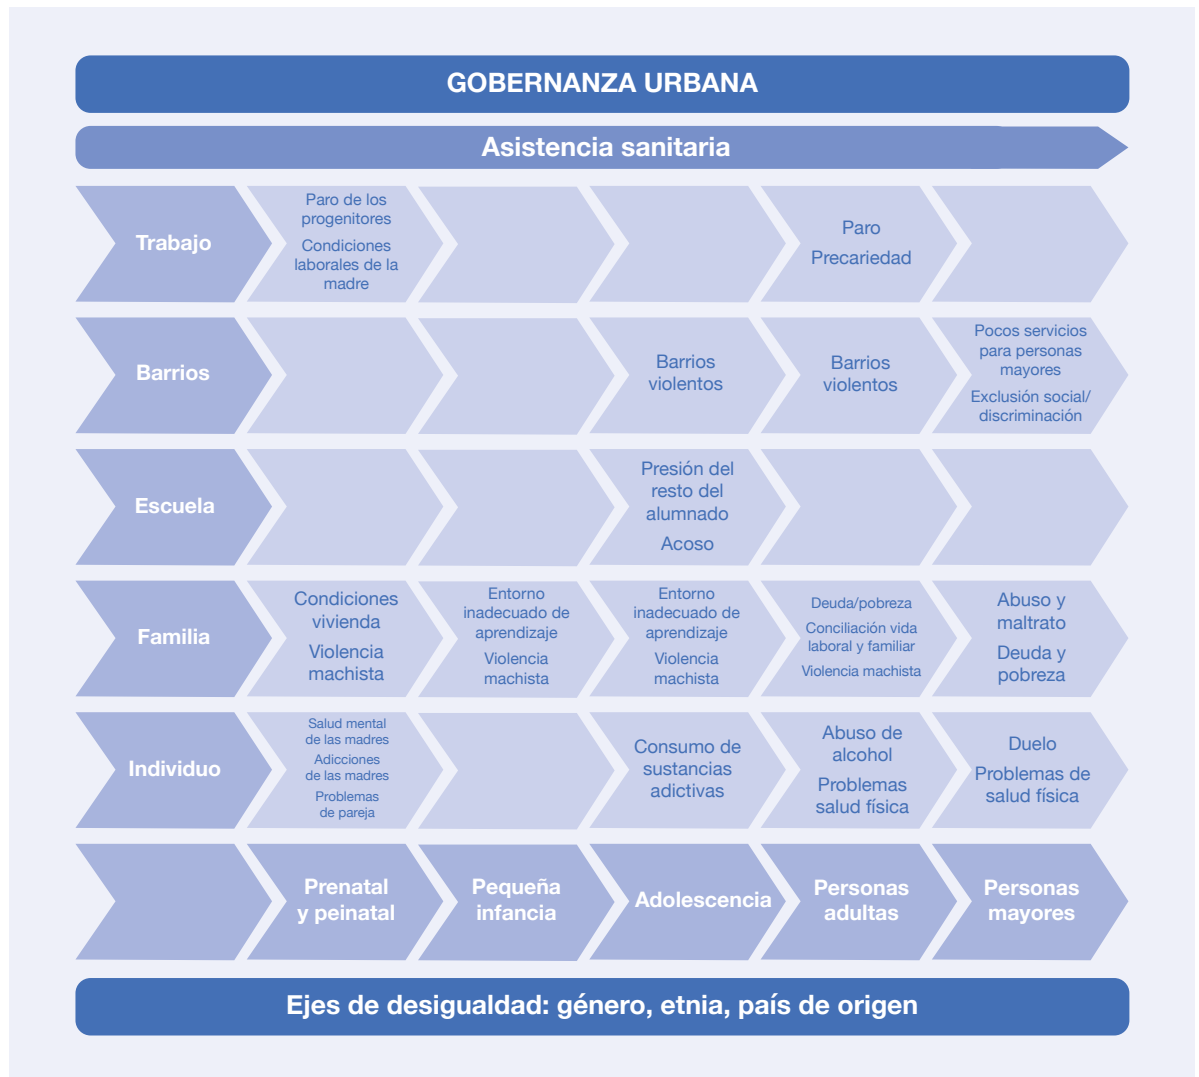 GOBERNANZA URBANA
Asistencia sanitaria
Trabajo
Paro de los
progenitores
Condiciones
laborales de la
madre
Paro
Precariedad
Barrios
Barrios
violentos
Barrios
violentos
Pocos servicios
para personas
mayores
Exclusión social/
discriminación
Escuela
Presión del
resto del
alumnado
Acoso
Familia
Condiciones
vivienda
Violencia
machista
Entorno
inadecuado de
aprendizaje
Violencia
machista
Entorno
inadecuado de
aprendizaje
Violencia
machista
Deuda/pobreza
Conciliación vida
laboral y familiar
Violencia machista
Abuso y
maltrato
Deuda y
pobreza
Individuo
Salud mental
de las madres
Adicciones
de las madres
Problemas
de pareja
Consumo de
sustancias
adictivas
Abuso de
alcohol
Problemas
salud física
Duelo
Problemas de
salud física
Prenatal
y peinatal
Pequeña
infancia
Adolescencia
Personas
adultas
Personas
mayores
Ejes de desigualdad: género, etnia, país de origen